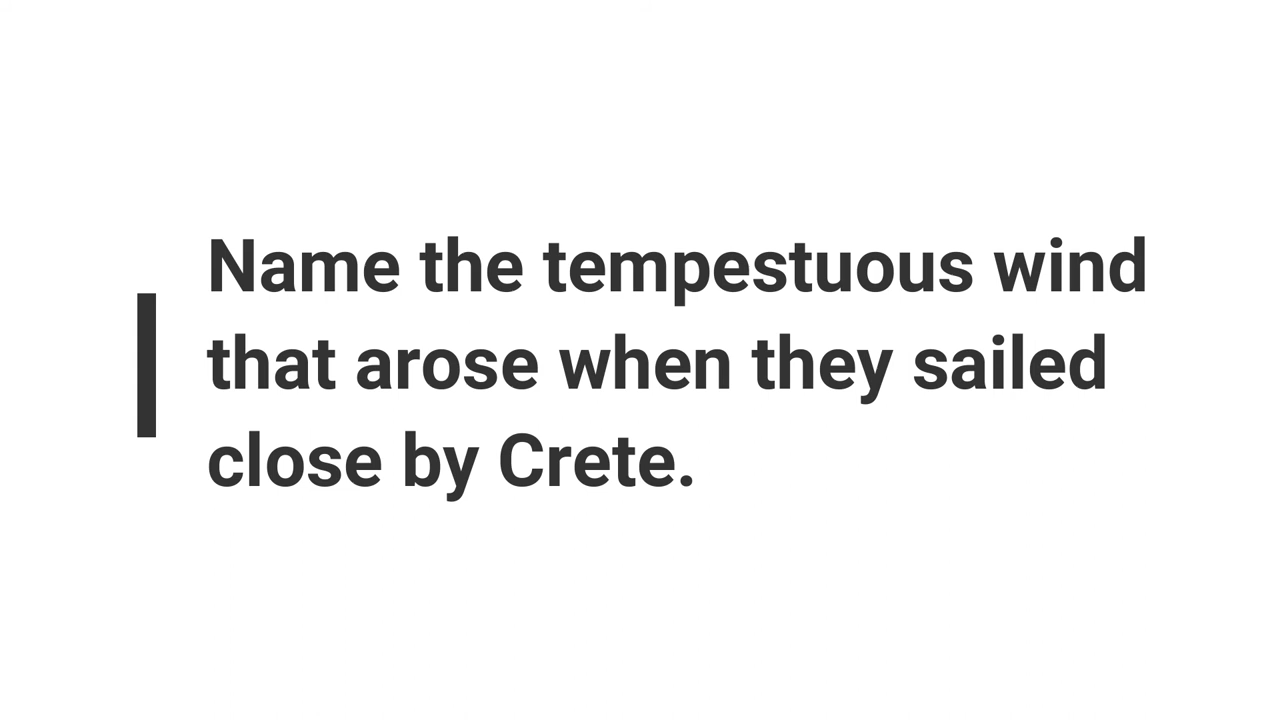 Name the tempestuous wind
that arose when they sailed
close by Crete.